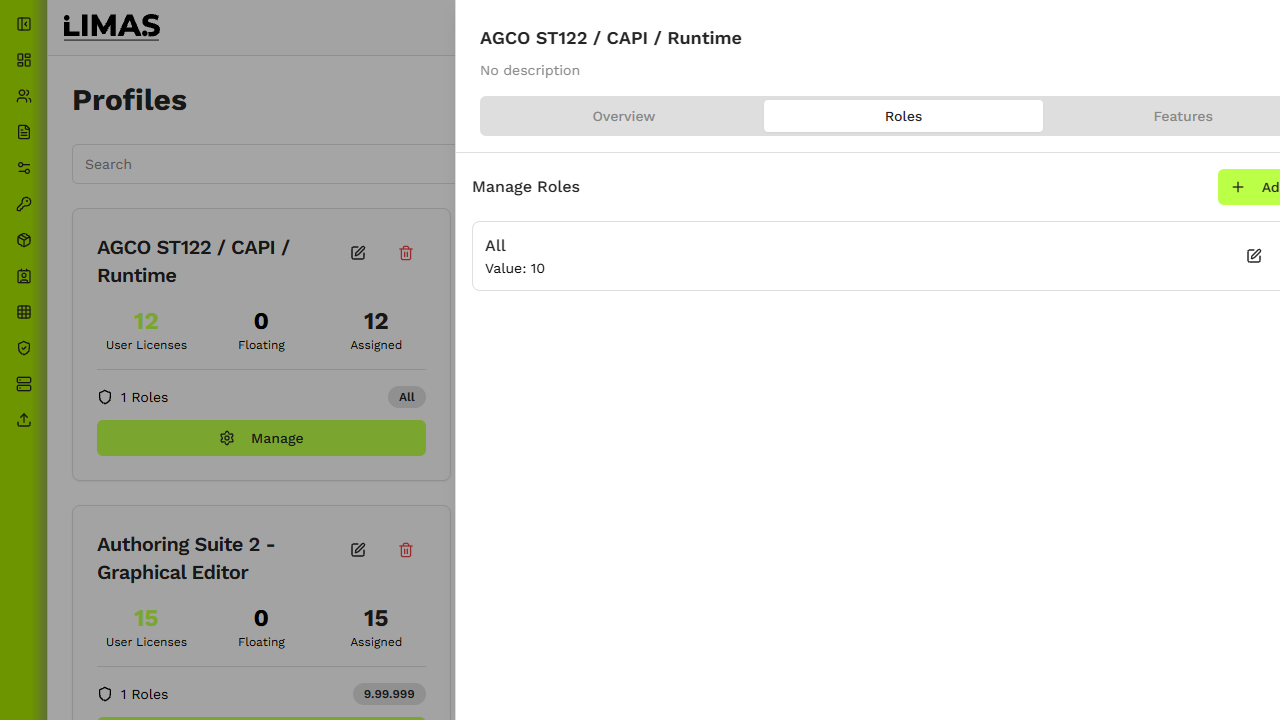 LIMAS
Profiles
Search
AGCO ST122 / CAPI /
Runtime
12
User Licenses
0
Floating
12
Assigned
1 Roles
All
Manage
Authoring Suite 2 -
Graphical Editor
15
User Licenses
0
Floating
15
Assigned
1 Roles
9.99.999
AGCO ST122 / CAPI / Runtime
No description
Overview
Roles
Features
Manage Roles
Ad
All
Value: 10